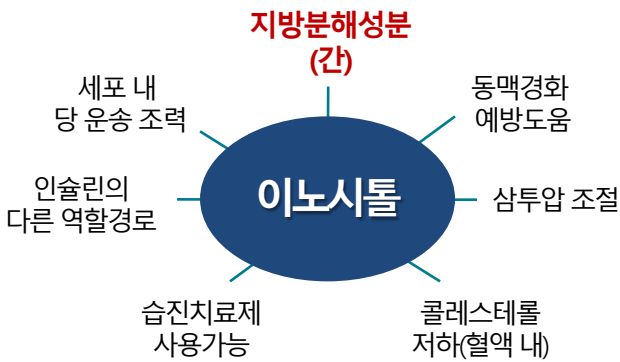 지방분해성분
(간)
세포 내
당 운송 조력
동맥경화
예방도움
인슐린의
다른 역할경로
이노시톨
삼투압 조절
습진치료제
사용가능
콜레스테롤
저하(혈액 내)